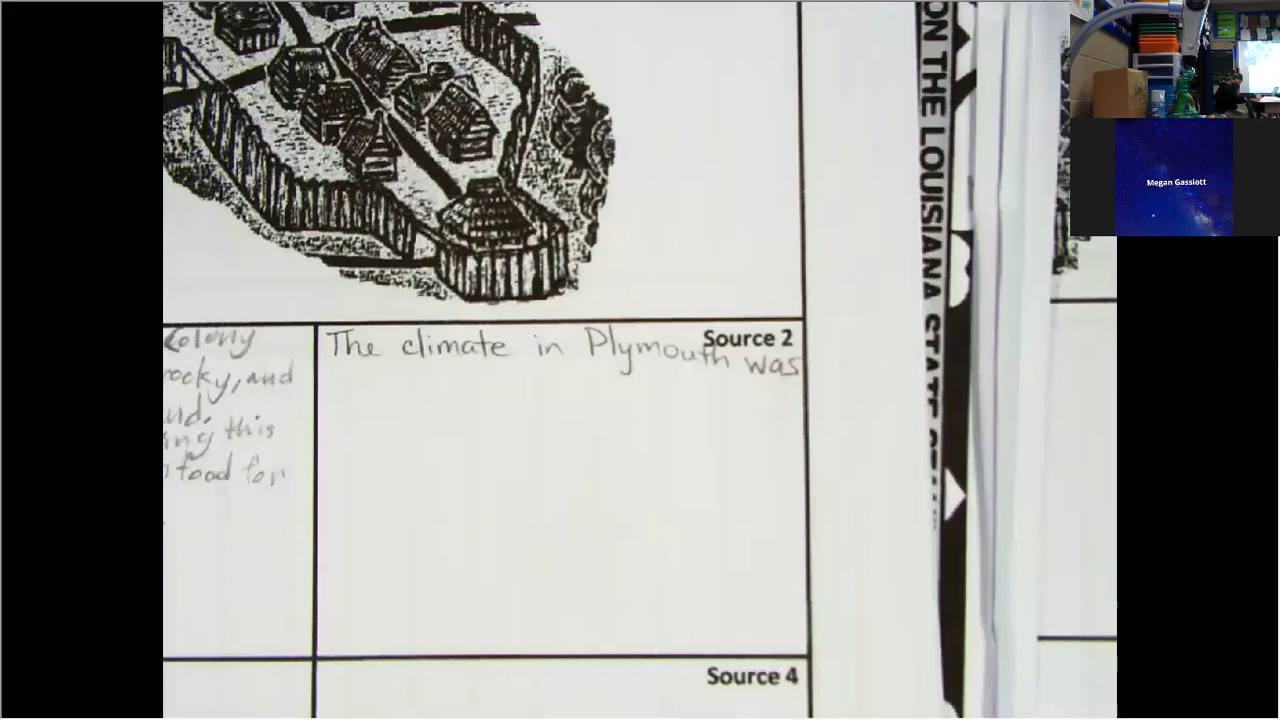 ON THE LOUISIANA STATE
Megan Gassiott
Colony
rocky, and
this
food for
Source 2
The climate in Plymouth was
Source 4